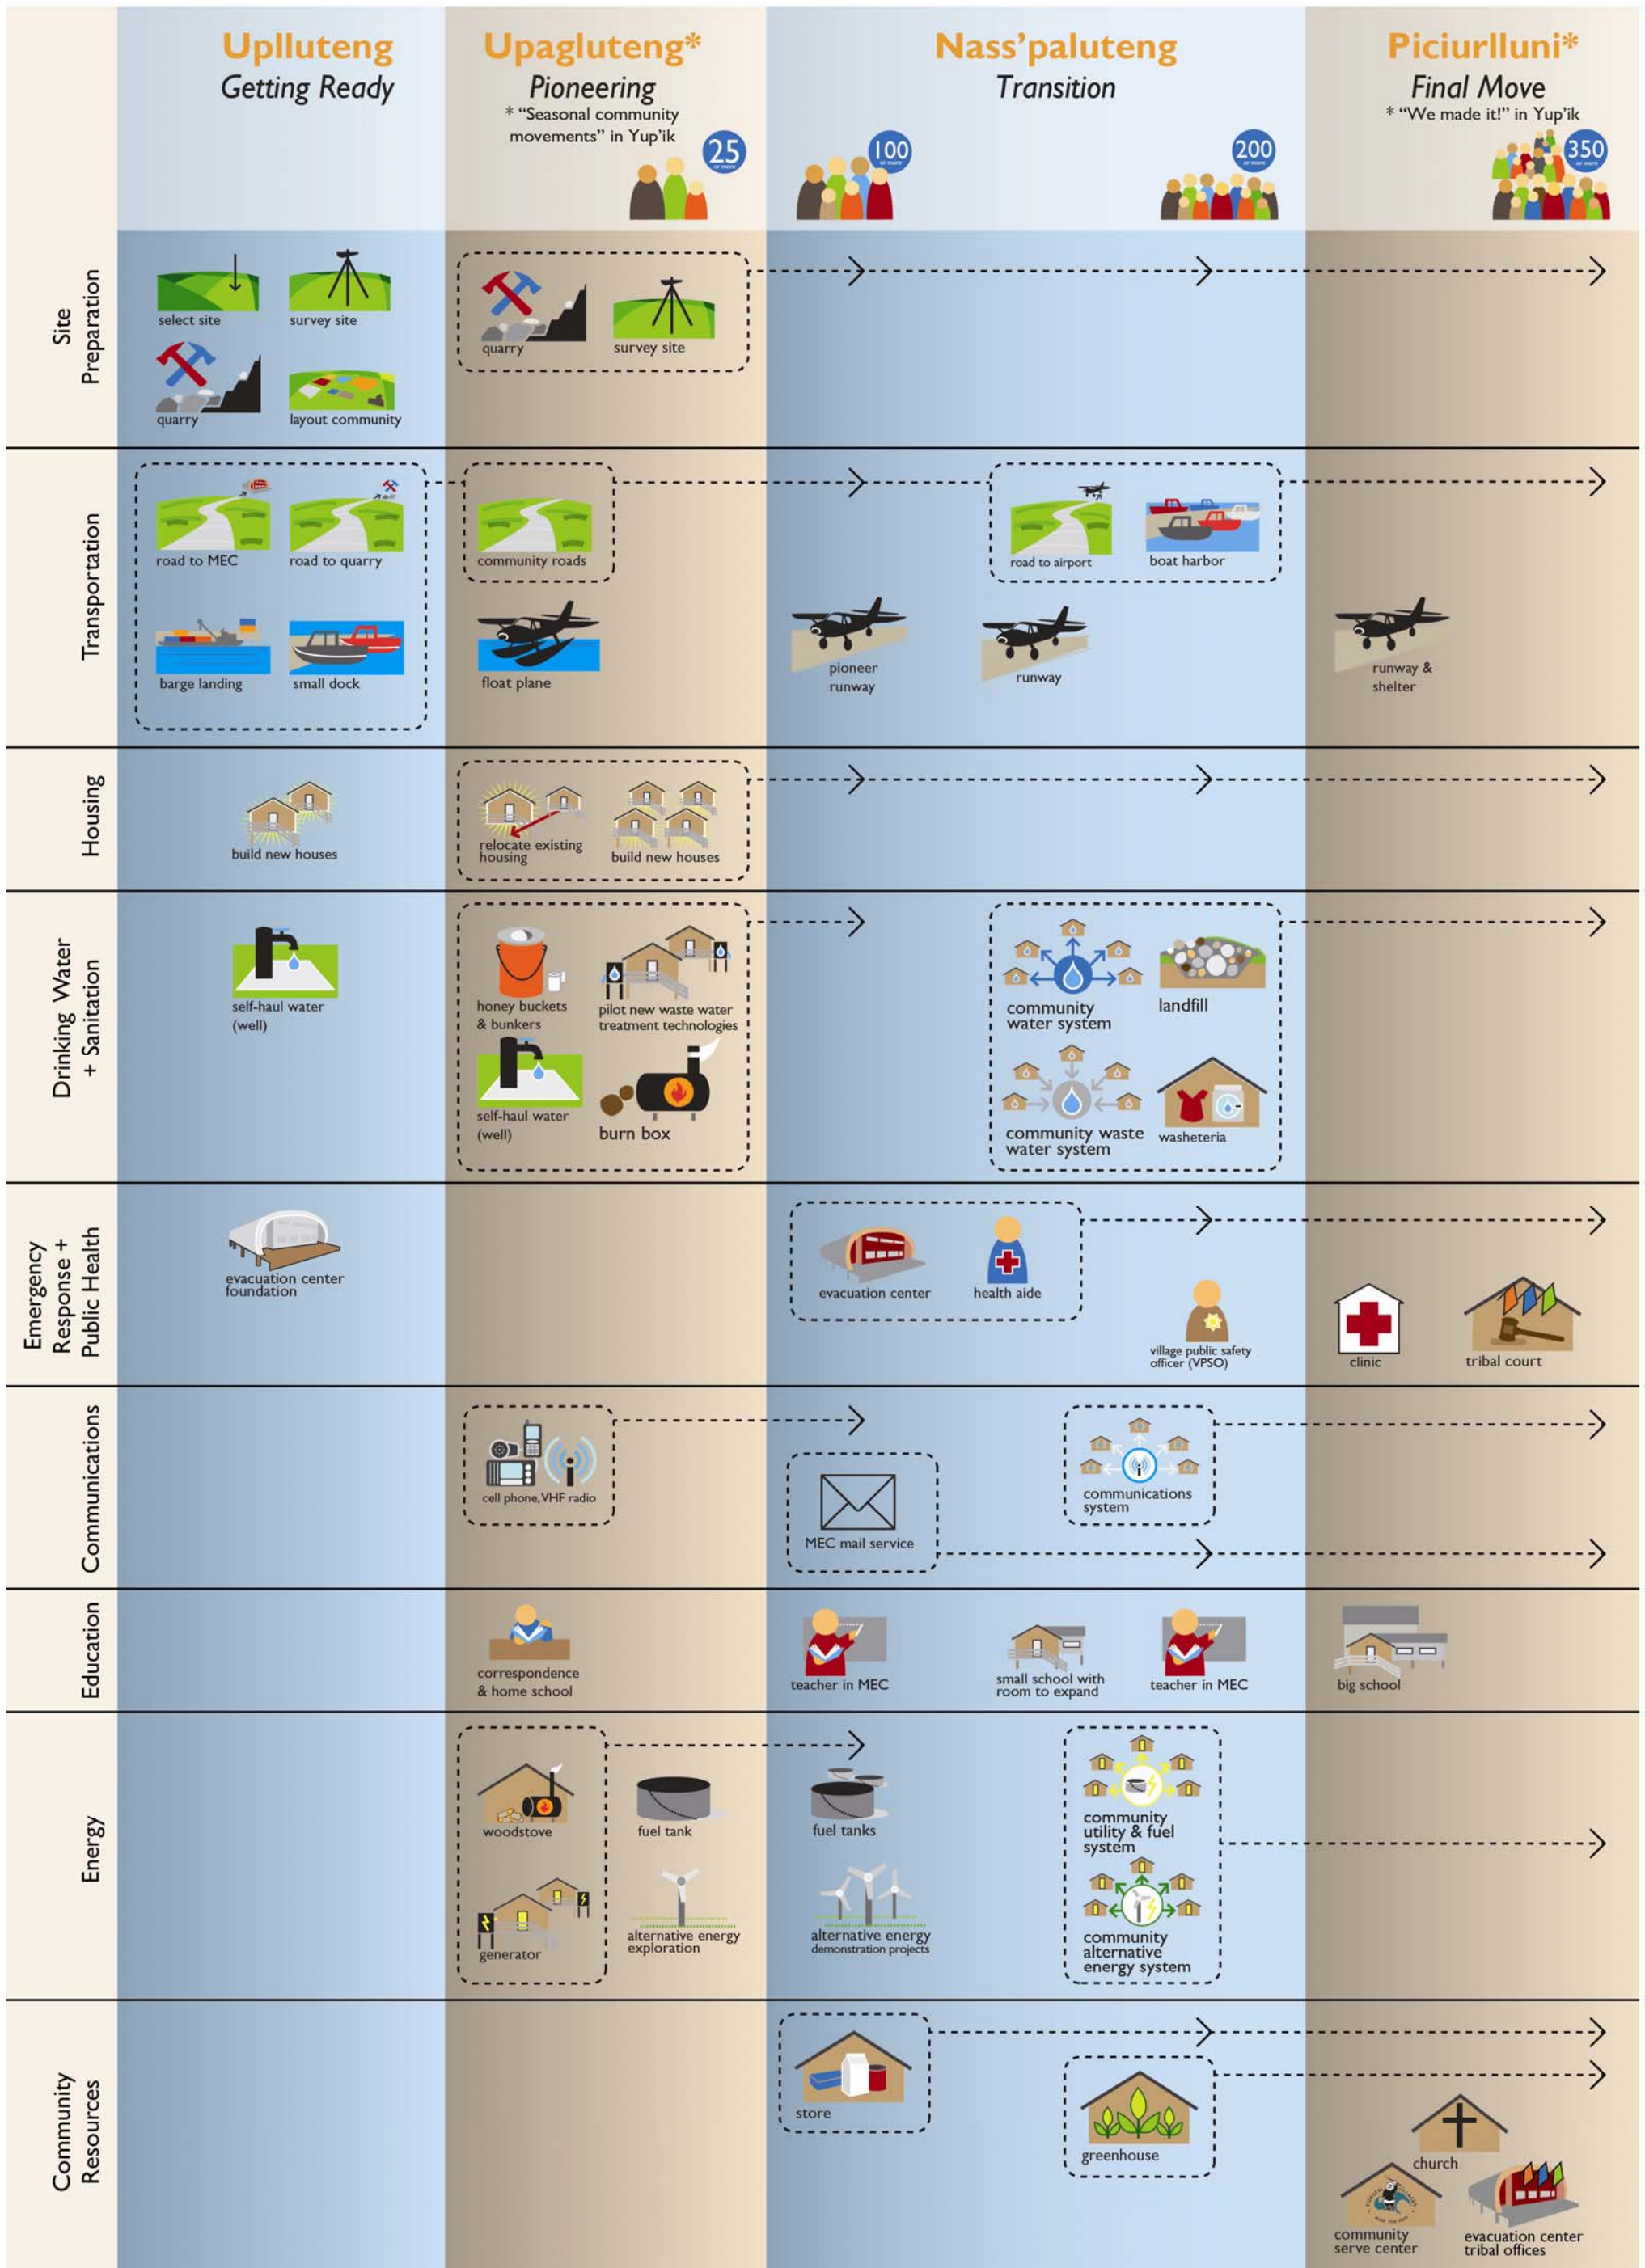 Uplluteng
Getting Ready
Upagluteng*
Pioneering
* “Seasonal community
movements” in Yup’ik
25
or more
Nass’paluteng
Transition
100
or more
200
or more
Piciurlluni*
Final Move
* “We made it!” in Yup’ik
350
or more
Site
Preparation
select site
survey site
quarry
layout community
quarry
survey site
Transportation
road to MEC
road to quarry
barge landing
small dock
community roads
float plane
pioneer
runway
road to airport
boat harbor
runway
runway &
shelter
Housing
build new houses
relocate existing
housing
build new houses
Drinking Water
+ Sanitation
self-haul water
(well)
honey buckets
& bunkers
pilot new waste water
treatment technologies
self-haul water
(well)
burn box
community
water system
landfill
community waste
water system
washeteria
Emergency
Response +
Public Health
evacuation center
foundation
evacuation center
health aide
village public safety
officer (VPSO)
clinic
tribal court
Communications
cell phone, VHF radio
MEC mail service
communications
system
Education
correspondence
& home school
teacher in MEC
small school with
room to expand
teacher in MEC
big school
Energy
woodstove
fuel tank
generator
alternative energy
exploration
fuel tanks
alternative energy
demonstration projects
community
utility & fuel
system
community
alternative
energy system
Community
Resources
store
greenhouse
church
community
serve center
evacuation center
tribal offices